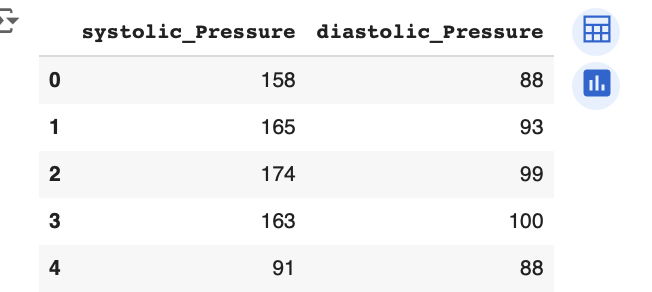 systolic_Pressure diastolic_Pressure
0 158 88
1 165 93
2 174 99
3 163 100
4 91 88